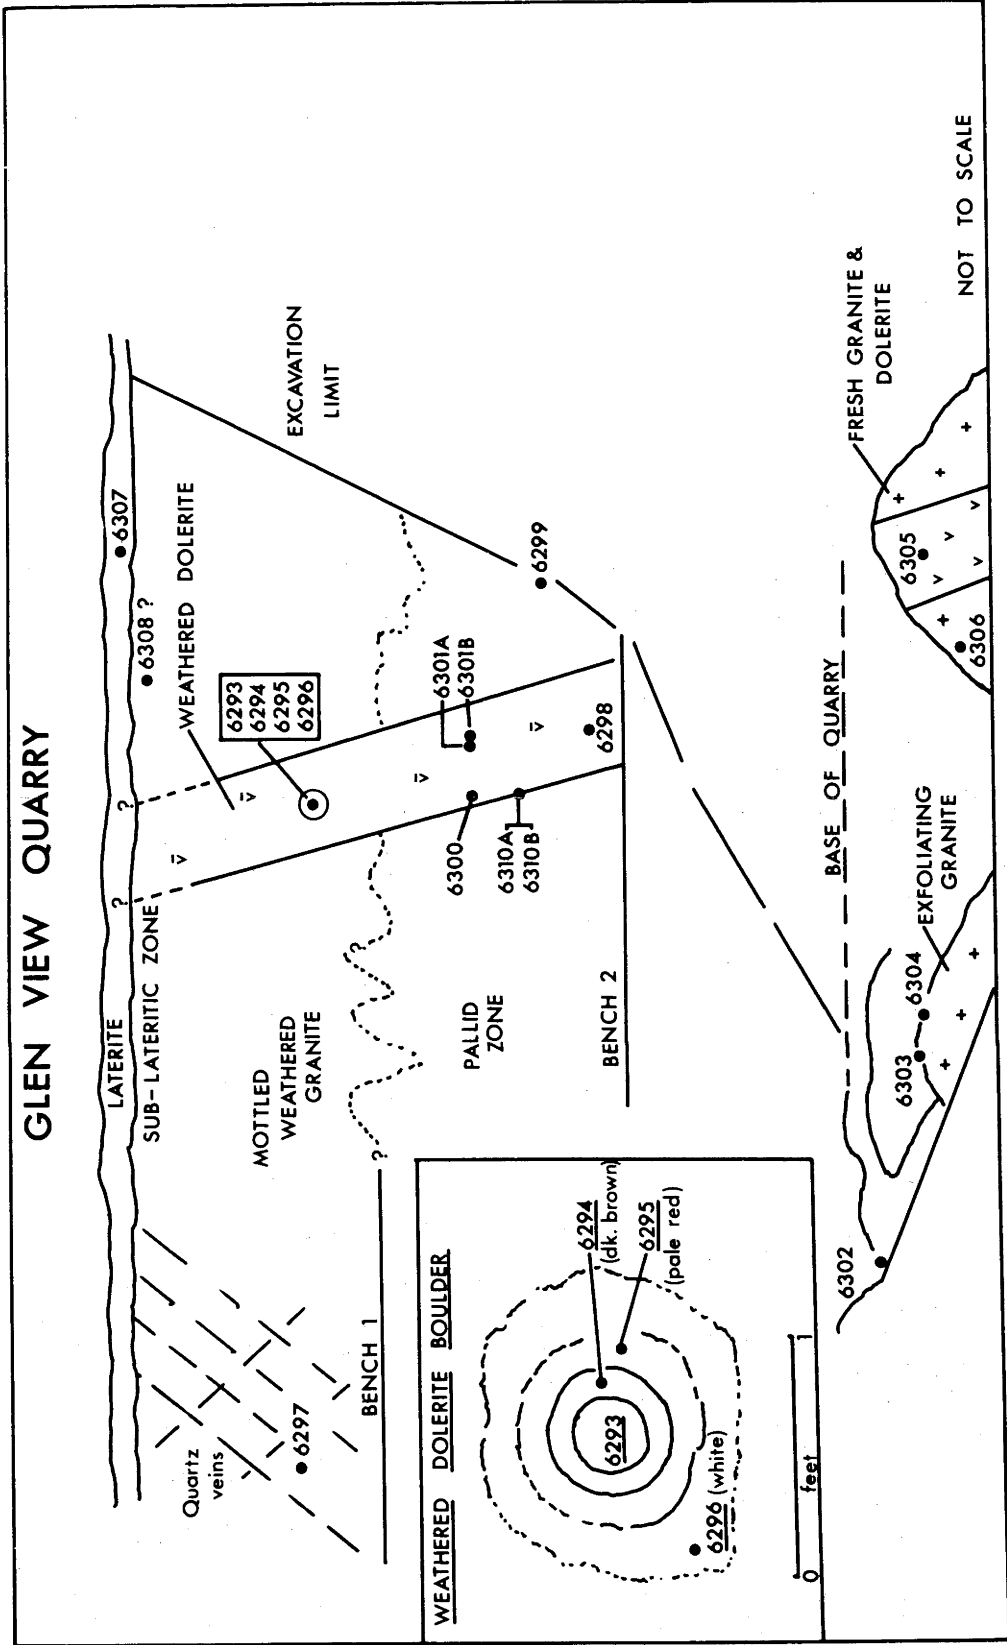 GLEN VIEW QUARRY
LATERITE
SUB-LATERITIC ZONE
?
?
6308 ?
6307
WEATHERED DOLERITE
Quartz
veins
6297
MOTTLED
WEATHERED
GRANITE
6293
6294
6295
6296
v
v
v
v
EXCAVATION
LIMIT
BENCH 1
?
?
PALLID
ZONE
6300
6310A
6310B
6301A
6301B
6299
6298
BENCH 2
WEATHERED DOLERITE BOULDER
6293
6294
(dk. brown)
6295
(pale red)
6296 (white)
0 feet 1
BASE OF QUARRY
6302
6303
6304
EXFOLIATING
GRANITE
FRESH GRANITE &
DOLERITE
6305
6306
v
v
v
v
NOT TO SCALE